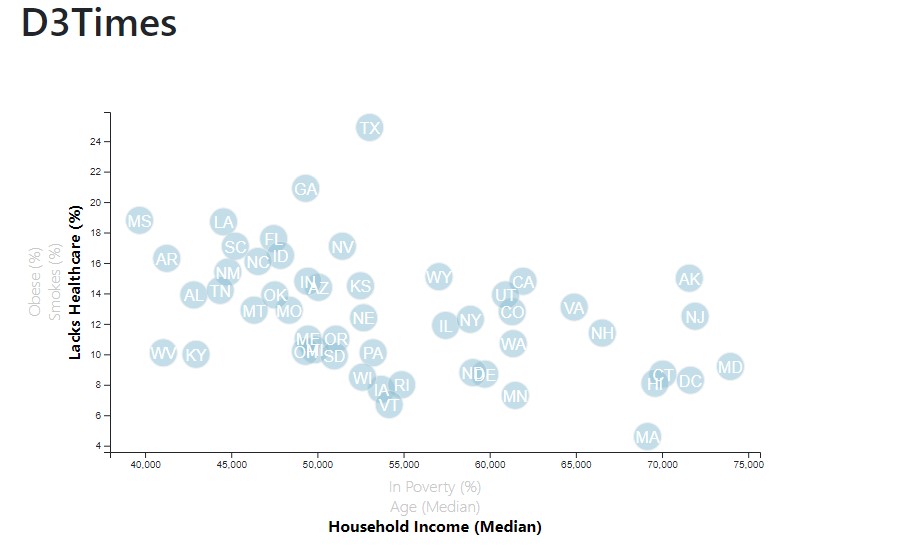 D3Times
Obese (%)
Smokes (%)
Lacks Healthcare (%)
24
22
20
18
16
14
12
10
8
6
4
TX
GA
MS
LA
FL
SC
NV
ID
AR
NC
NM
WY
AK
IN
CA
AZ
KS
TN
AL
OK
UT
VA
MT
MO
CO
NE
NJ
NY
IL
NH
ME
OR
WA
OH
MI
SD
PA
WV
KY
MD
ND
DE
WI
CT
HI
DC
RI
IA
MN
VT
MA
40,000
45,000
50,000
55,000
60,000
65,000
70,000
75,000
In Poverty (%)
Age (Median)
Household Income (Median)